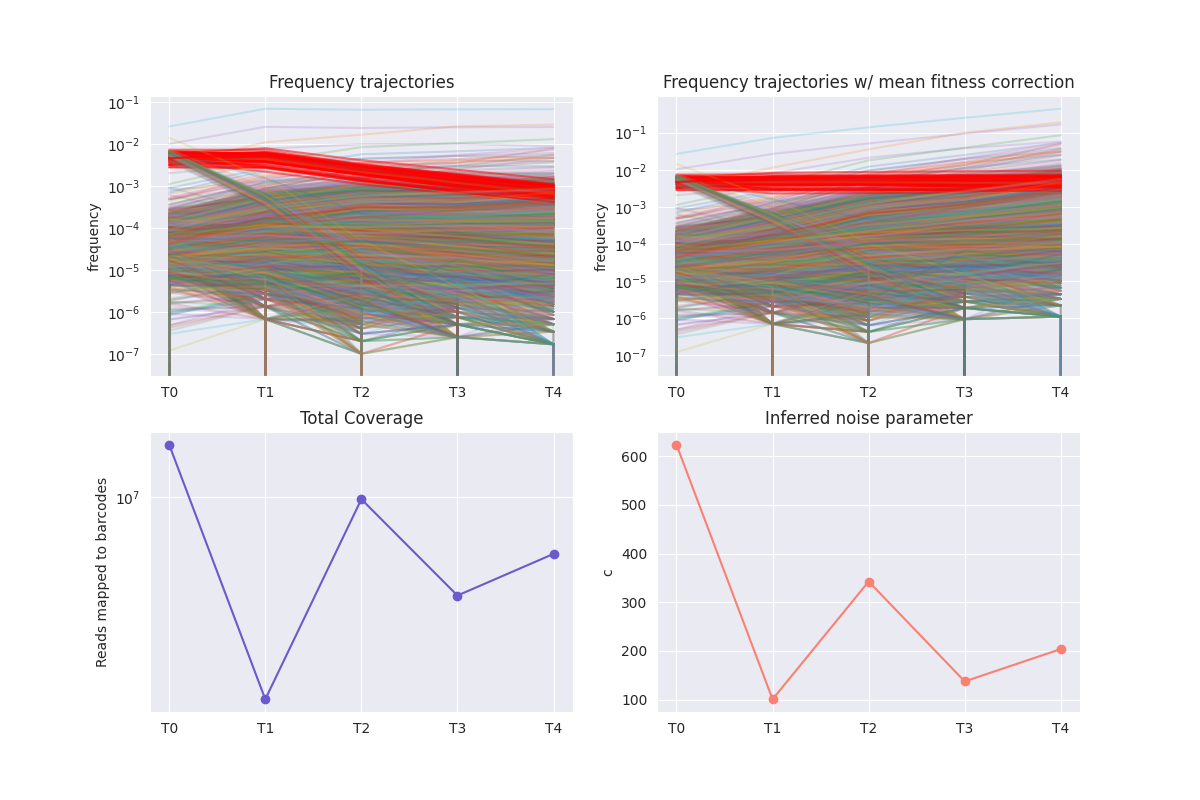 Frequency trajectories
frequency
10⁻¹
10⁻²
10⁻³
10⁻⁴
10⁻⁵
10⁻⁶
10⁻⁷
T0 T1 T2 T3 T4
Frequency trajectories w/ mean fitness correction
frequency
10⁻¹
10⁻²
10⁻³
10⁻⁴
10⁻⁵
10⁻⁶
10⁻⁷
T0 T1 T2 T3 T4
Total Coverage
Reads mapped to barcodes
10⁷
T0 T1 T2 T3 T4
Inferred noise parameter
c
600
500
400
300
200
100
T0 T1 T2 T3 T4